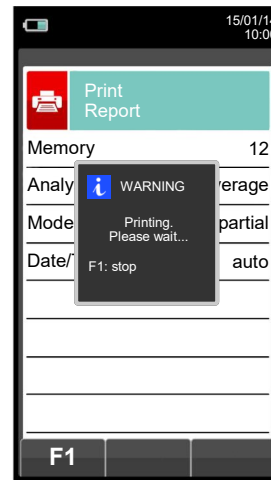 15/01/1
10:0
Print
Report
Memory 12
Analy verage
Mode partial
Date/ auto
WARNING
Printing.
Please wait...
F1: stop
F1